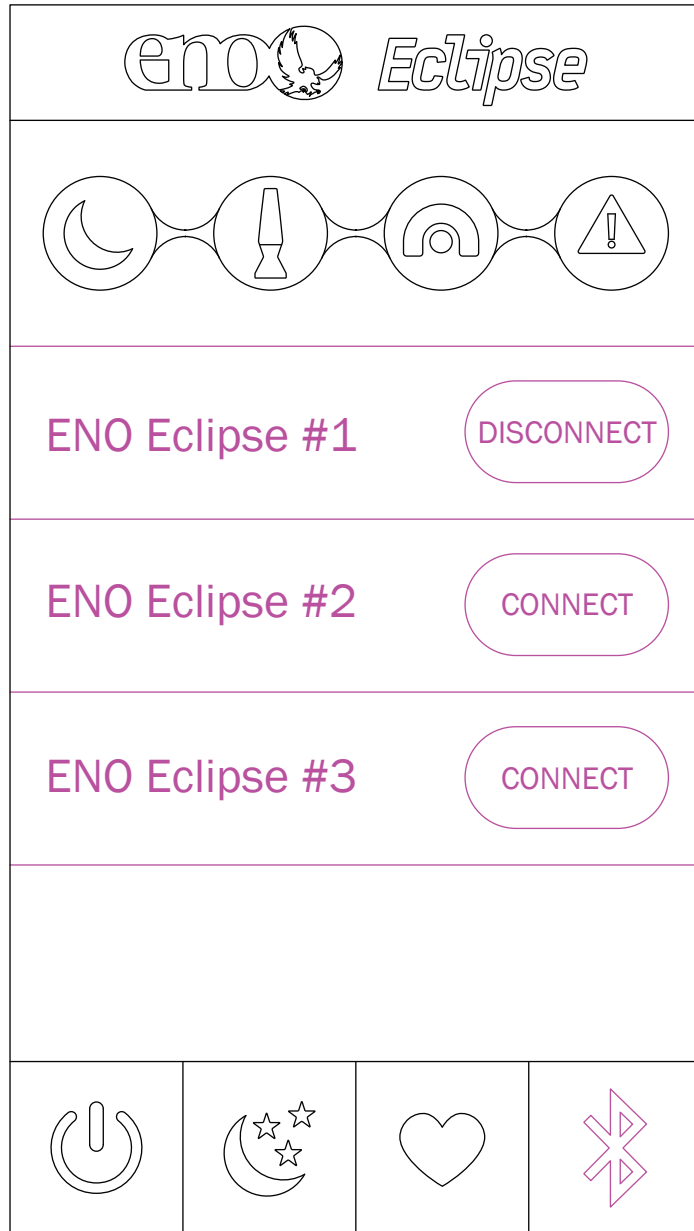 eno Eclipse
ENO Eclipse #1
DISCONNECT
ENO Eclipse #2
CONNECT
ENO Eclipse #3
CONNECT